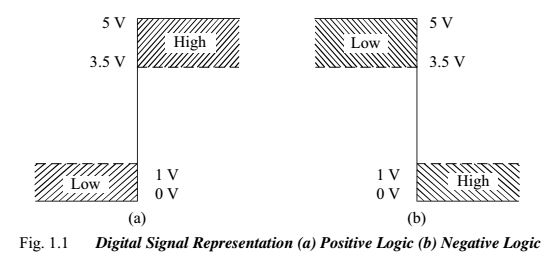 5 V
High
3.5 V
1 V
Low
0 V
(a)
5 V
Low
3.5 V
1 V
High
0 V
(b)
Fig. 1.1 Digital Signal Representation (a) Positive Logic (b) Negative Logic